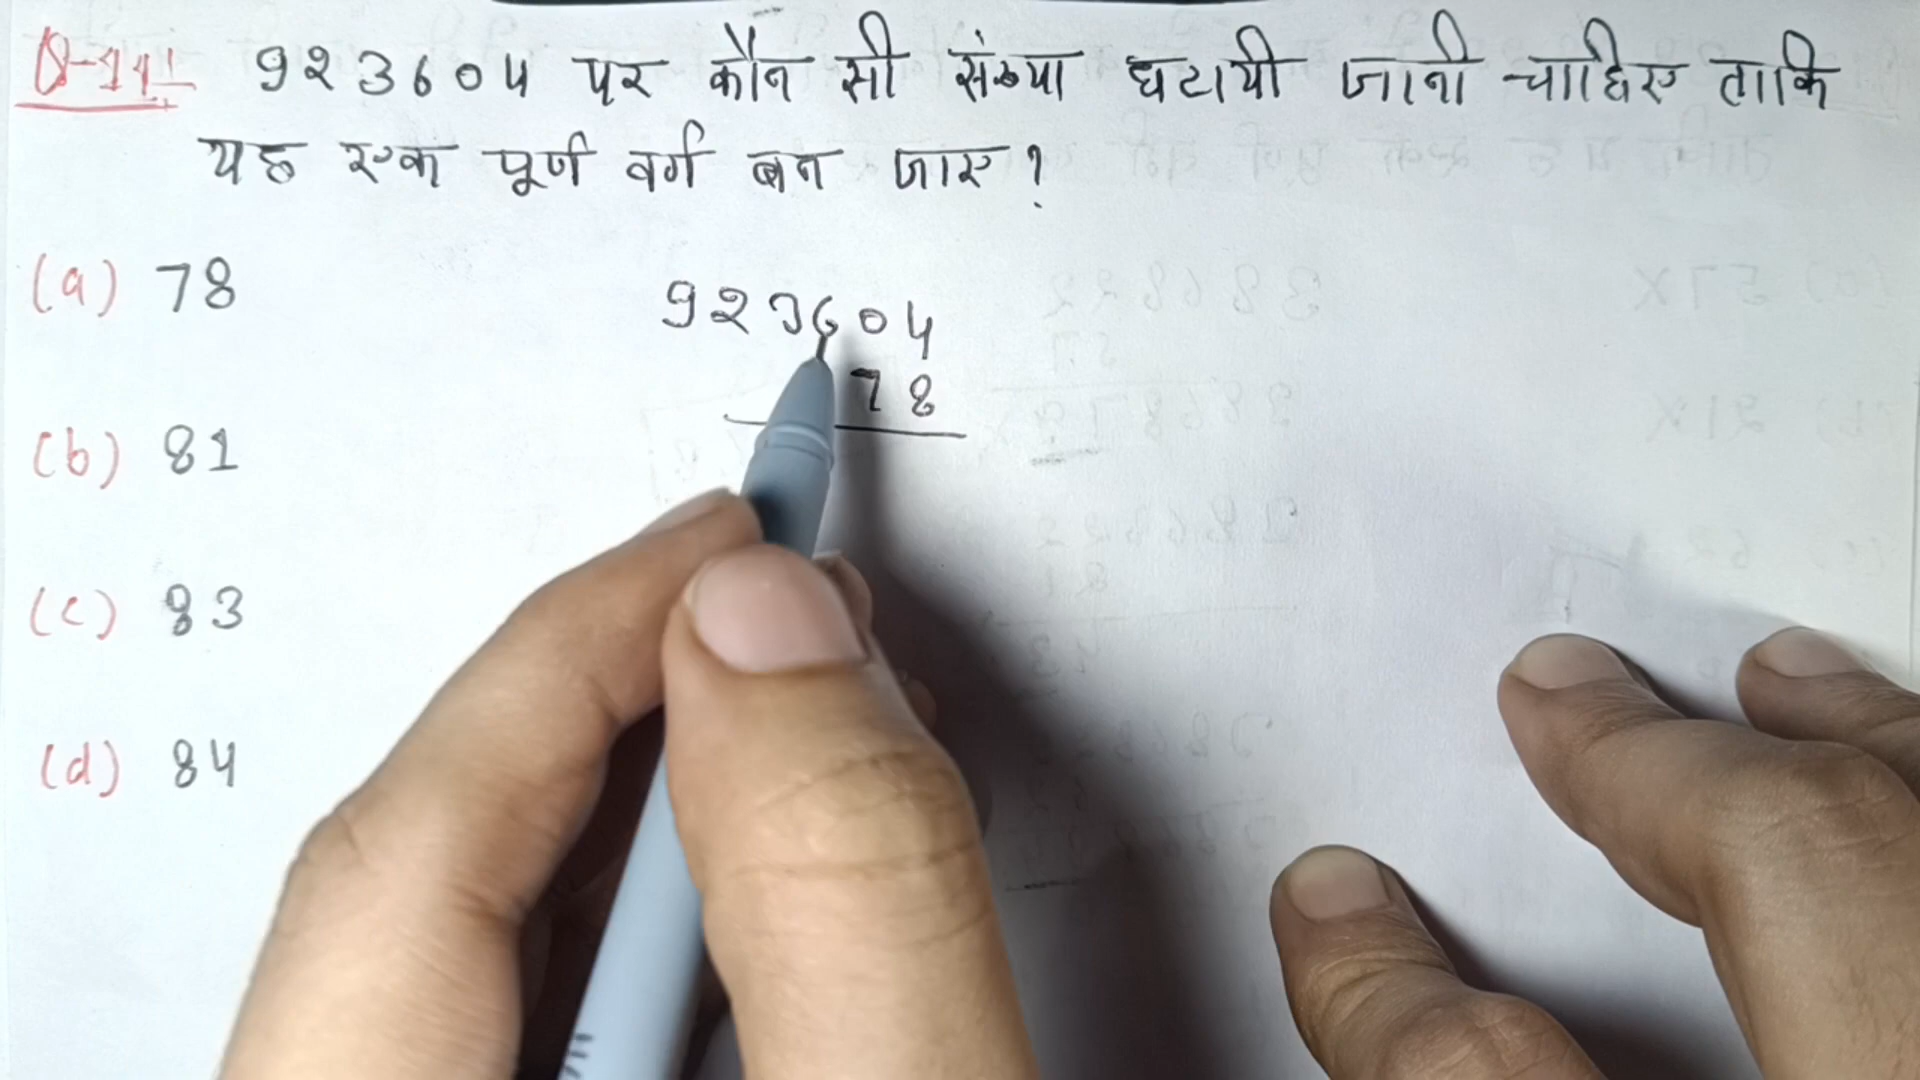 Q-11! 923604 पर कौन सी संख्या घटायी जानी चाहिए ताकि
यह एक पूर्ण वर्ग बन जाए ?
(a) 78
923604
78
(b) 81
(c) 83
(d) 84